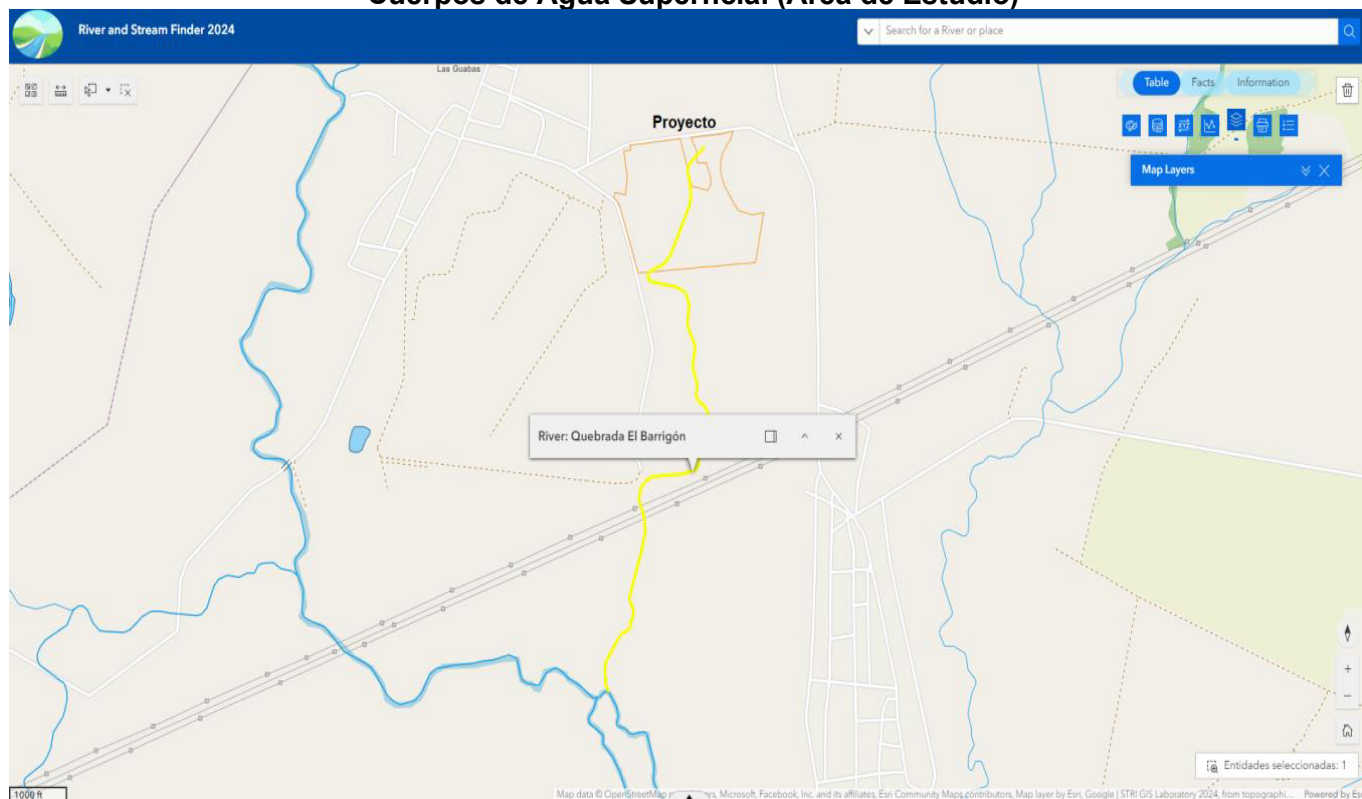 Cuerpos de Agua Superficial (Área de Estudio)
River and Stream Finder 2024
Search for a River or place
Las Guabas
Table
Facts
Information
Proyecto
Map Layers
River: Quebrada El Barrigón
Entidades seleccionadas: 1
1000 ft
Map data © OpenStreetMap Microsoft, Facebook, Inc. and its affiliates, Esri Community Maps contributors, Map layer by Esri, Google | STRI GIS Laboratory 2024, from topographi... Powered by Esri